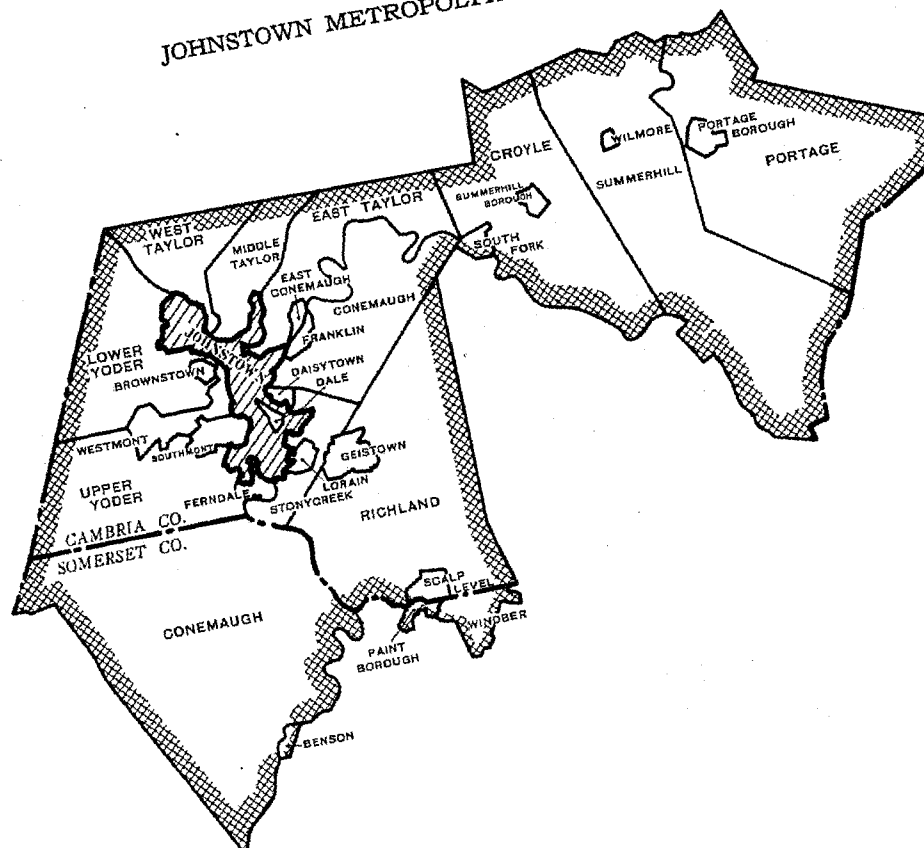 JOHNSTOWN
CROYLE
WILMORE
PORTAGE
BOROUGH
PORTAGE
SUMMERHILL
SUMMERHILL
BOROUGH
EAST TAYLOR
WEST
TAYLOR
MIDDLE
TAYLOR
SOUTH
FORK
EAST
CONEMAUGH
CONEMAUGH
FRANKLIN
JOHNSTOWN
LOWER
YODER
DAISYTOWN
DALE
BROWNSTOWN
WESTMONT
SOUTHMONT
GEISTOWN
LORAIN
UPPER
YODER
FERNDALE
STONYCREEK
RICHLAND
CAMBRIA CO.
SOMERSET CO.
SCALP
LEVEL
WINDBER
CONEMAUGH
PAINT
BOROUGH
BENSON